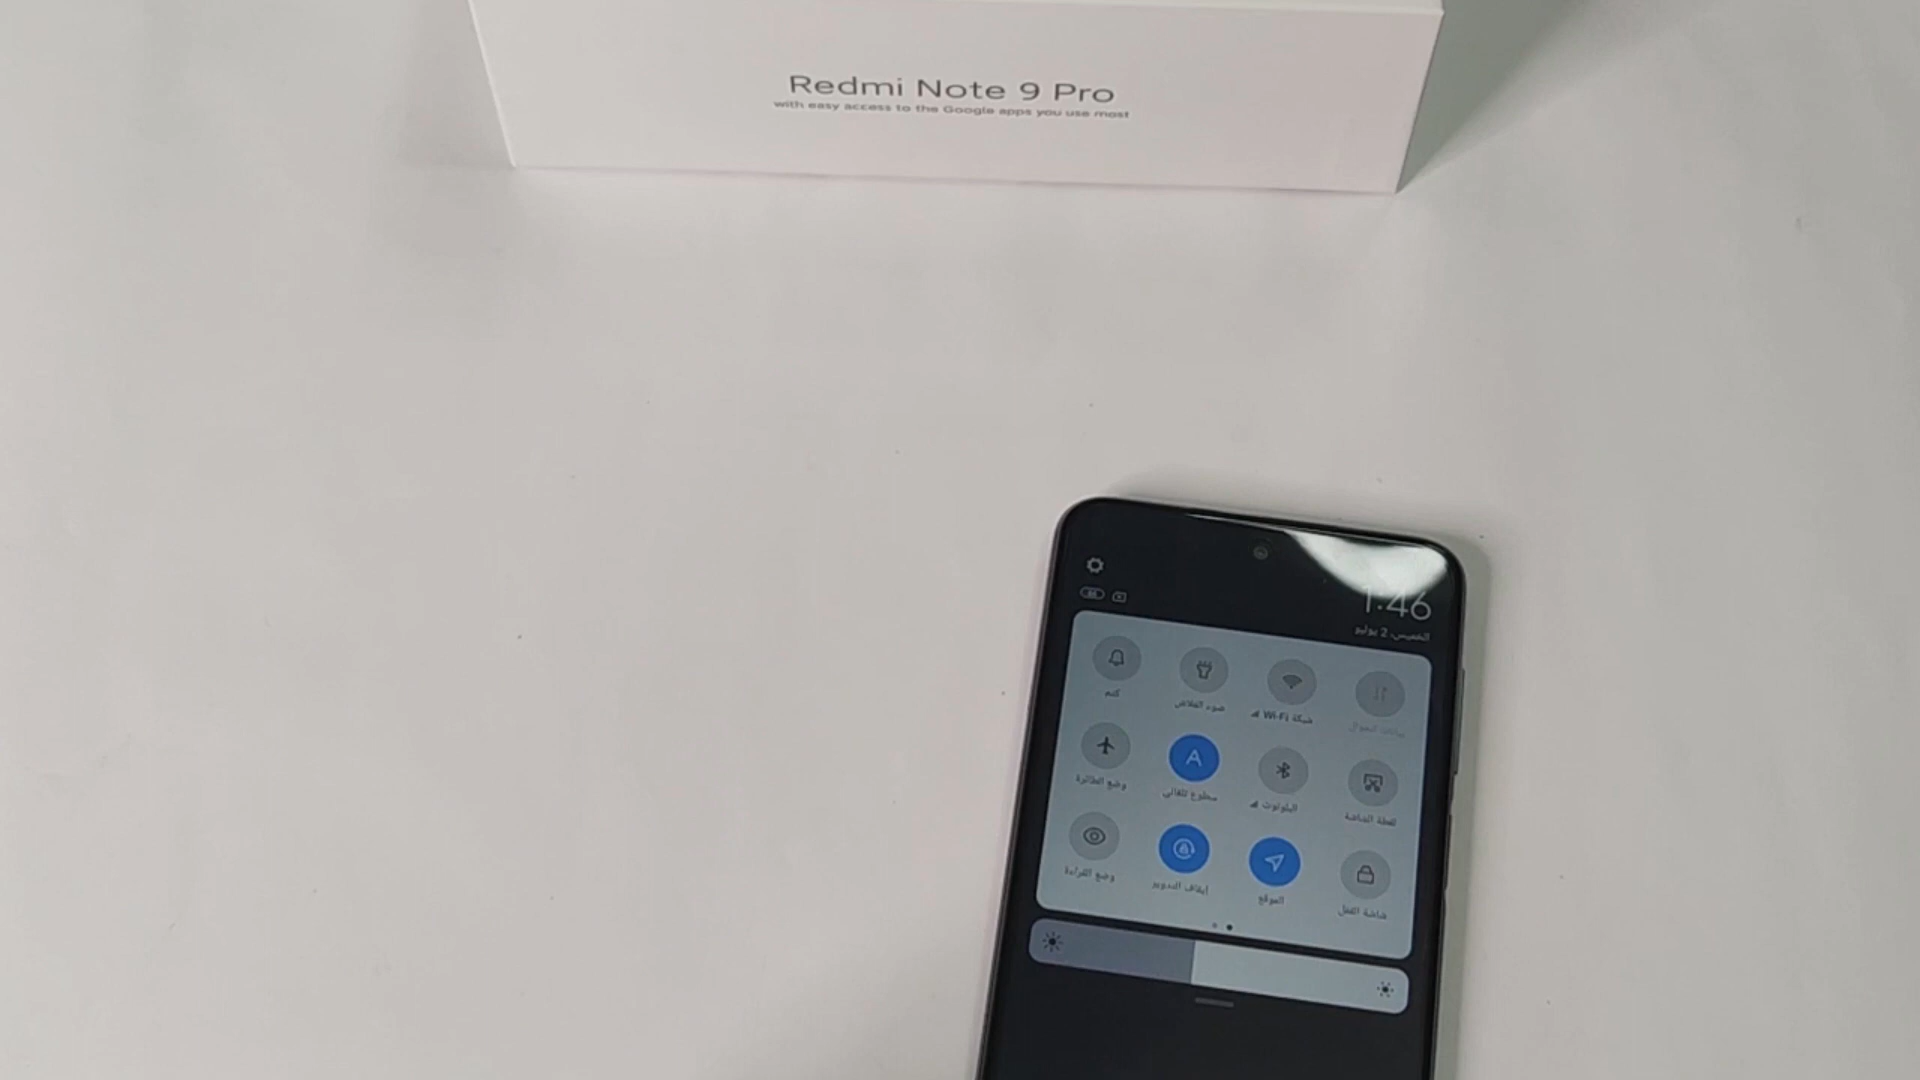 Redmi Note 9 Pro
with easy access to the Google apps you use most
1:46
الخميس، 2 يوليو
بيانات الجوال
شبكة Wi-Fi
ضوء الفلاش
كتم
لقطة الشاشة
البلوتوث
سطوع تلقائي
وضع الطائرة
شاشة القفل
الموقع
إيقاف التدوير
وضع القراءة